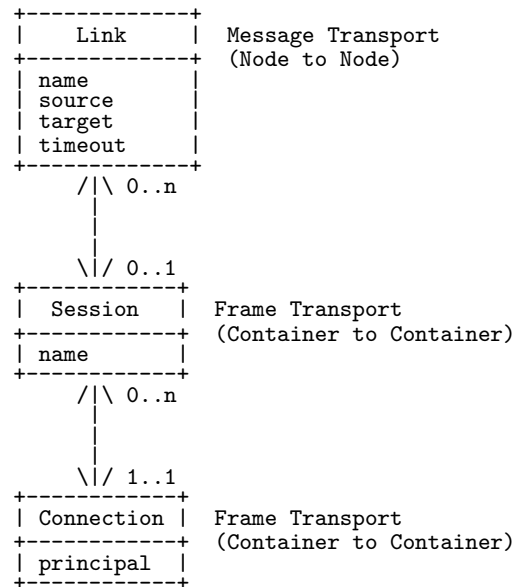 Link Message Transport
(Node to Node)
name
source
target
timeout
0..n
0..1
Session Frame Transport
(Container to Container)
name
0..n
1..1
Connection Frame Transport
(Container to Container)
principal